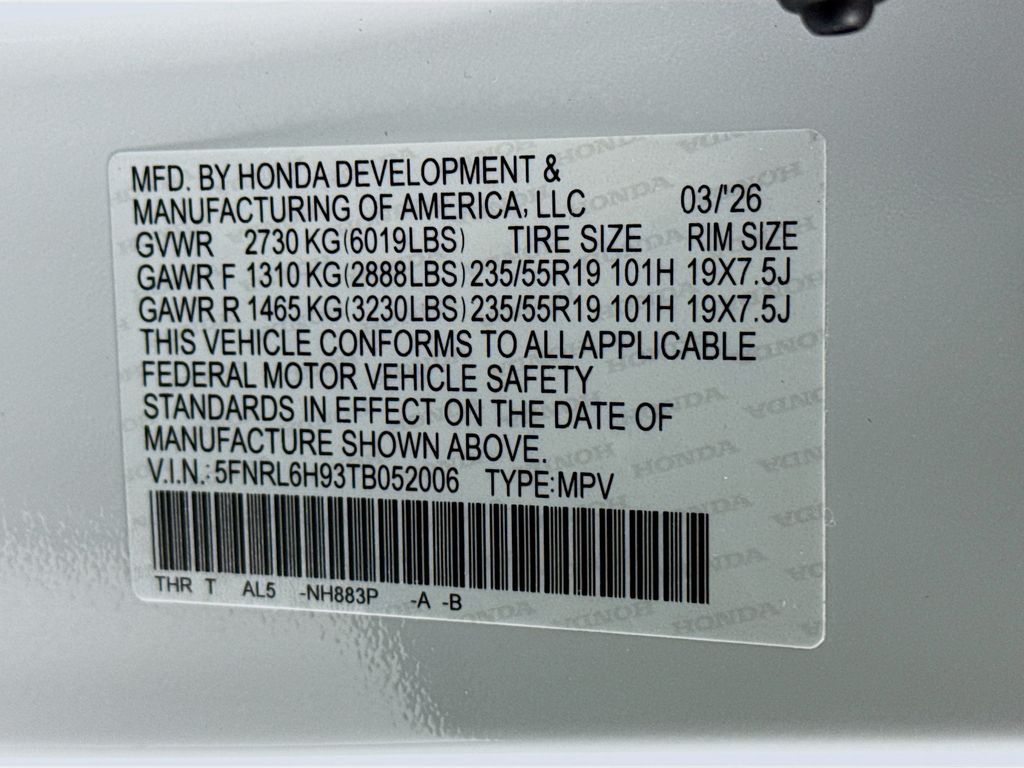 MFD. BY HONDA DEVELOPMENT &
MANUFACTURING OF AMERICA, LLC 03/'26
GVWR 2730 KG(6019LBS) TIRE SIZE RIM SIZE
GAWR F 1310 KG(2888LBS) 235/55R19 101H 19X7.5J
GAWR R 1465 KG(3230LBS) 235/55R19 101H 19X7.5J
THIS VEHICLE CONFORMS TO ALL APPLICABLE
FEDERAL MOTOR VEHICLE SAFETY
STANDARDS IN EFFECT ON THE DATE OF
MANUFACTURE SHOWN ABOVE.
V.I.N.: 5FNRL6H93TB052006 TYPE:MPV
THR T AL5 -NH883P -A -B